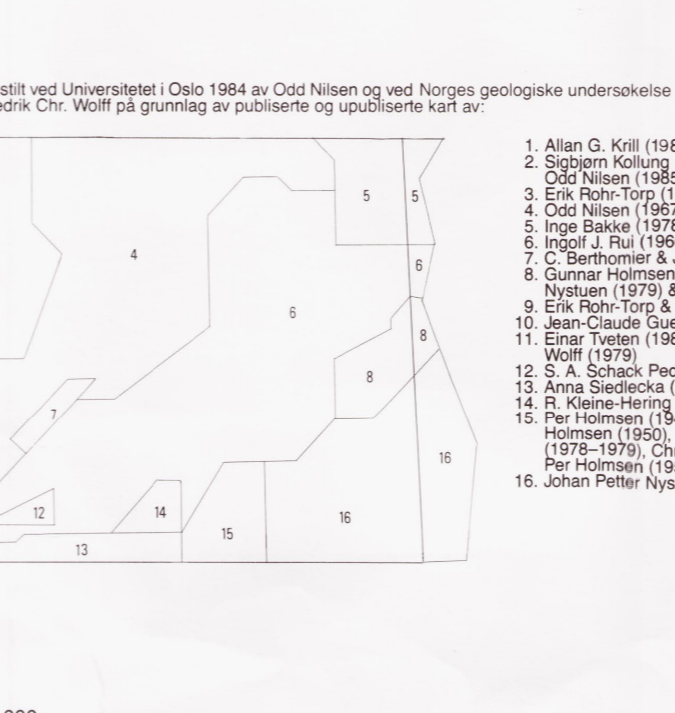 stilt ved Universitetet i Oslo 1984 av Odd Nilsen og ved Norges geologiske undersøkelse
edrik Chr. Wolff på grunnlag av publiserte og upubliserte kart av:
5
5
4
6
6
8
8
7
16
12
14
15
16
13
1. Allan G. Krill (198
2. Sigbjørn Kollung
Odd Nilsen (1985
3. Erik Rohr-Torp (1
4. Odd Nilsen (1967
5. Inge Bakke (1978
6. Ingolf J. Rui (196
7. C. Berthomier &
8. Gunnar Holmsen
Nystuen (1979) &
9. Erik Rohr-Torp &
10. Jean-Claude Gue
11. Einar Tveten (198
Wolff (1979)
12. S. A. Schack Ped
13. Anna Siedlecka (
14. R. Kleine-Hering
15. Per Holmsen (194
Holmsen (1950),
(1978–1979), Chr
Per Holmsen (195
16. Johan Petter Nys